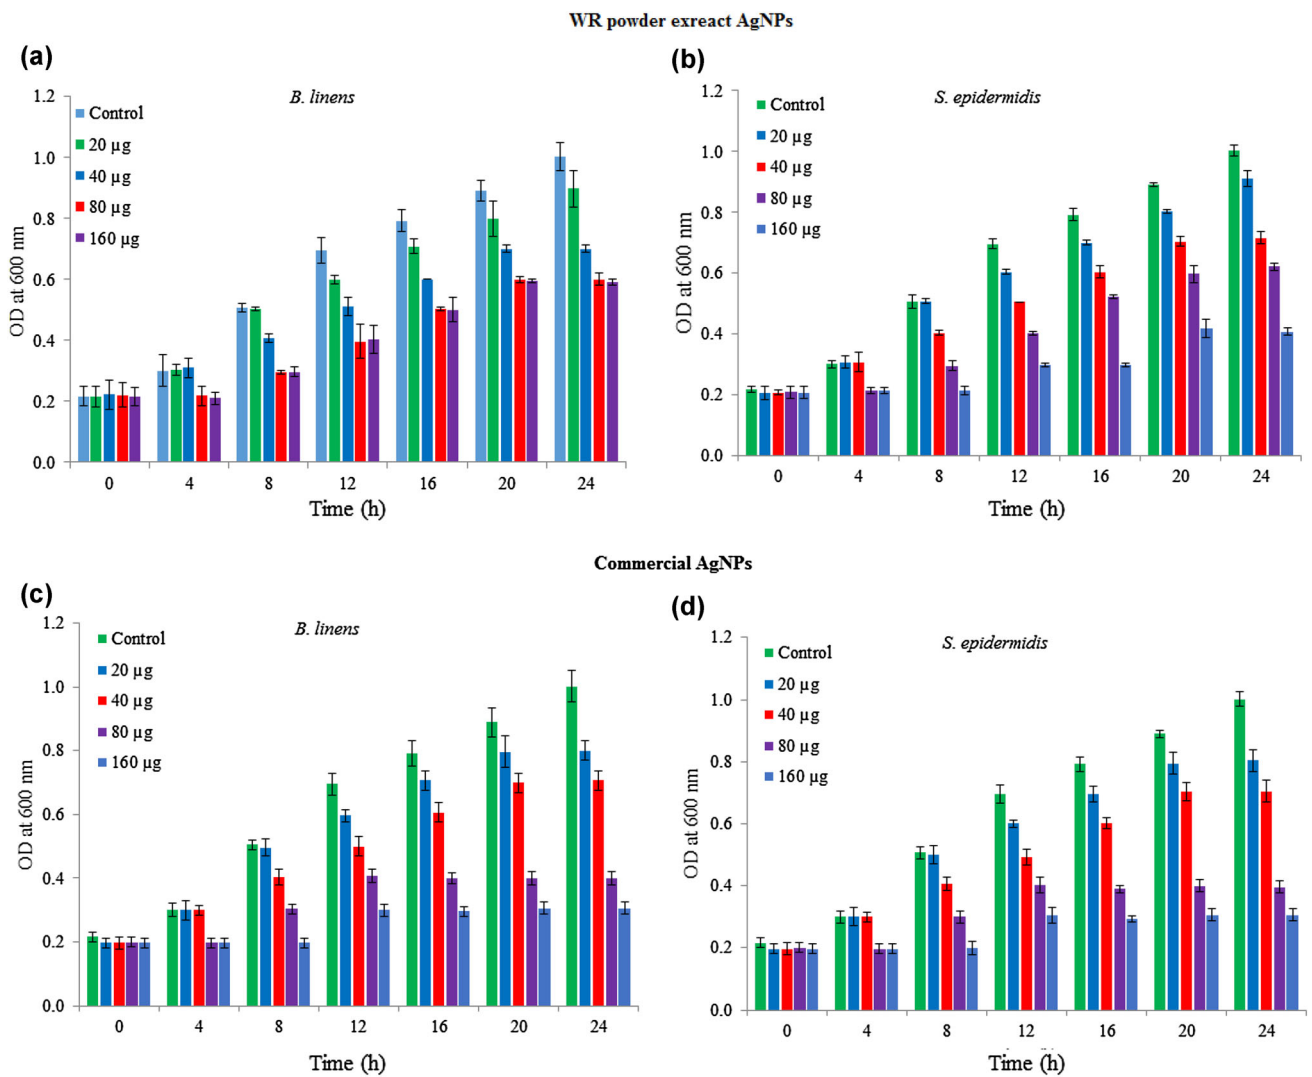 WR powder exreact AgNPs
(a)
B. linens
OD at 600 nm
1.2
1.0
0.8
0.6
0.4
0.2
0.0
Control
20 µg
40 µg
80 µg
160 µg
0 4 8 12 16 20 24
Time (h)
(b)
S. epidermidis
OD at 600 nm
1.2
1.0
0.8
0.6
0.4
0.2
0.0
Control
20 µg
40 µg
80 µg
160 µg
0 4 8 12 16 20 24
Time (h)
Commercial AgNPs
(c)
B. linens
OD at 600 nm
1.2
1.0
0.8
0.6
0.4
0.2
0.0
Control
20 µg
40 µg
80 µg
160 µg
0 4 8 12 16 20 24
Time (h)
(d)
S. epidermidis
OD at 600 nm
1.2
1.0
0.8
0.6
0.4
0.2
0.0
Control
20 µg
40 µg
80 µg
160 µg
0 4 8 12 16 20 24
Time (h)